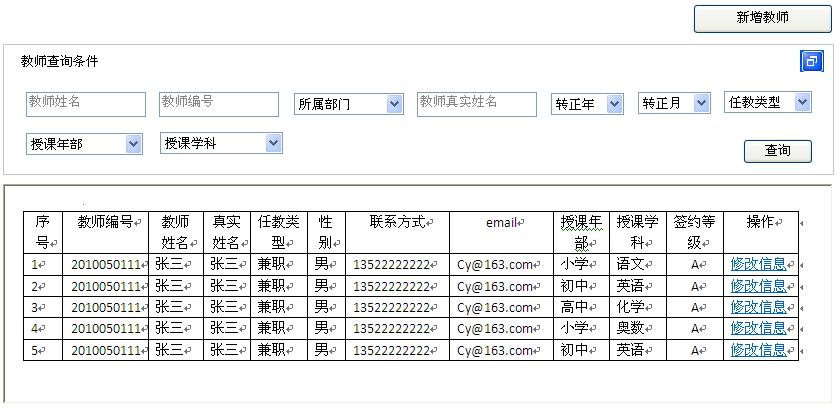 新增教师
教师查询条件
教师姓名 教师编号 所属部门 教师真实姓名 转正年 转正月 任教类型
授课年部 授课学科 查询
序号 教师编号 教师姓名 真实姓名 任教类型 性别 联系方式 email 授课年部 授课学科 签约等级 操作
1 2010050111 张三 张三 兼职 男 13522222222 Cy@163.com 小学 语文 A 修改信息
2 2010050111 张三 张三 兼职 男 13522222222 Cy@163.com 初中 英语 A 修改信息
3 2010050111 张三 张三 兼职 男 13522222222 Cy@163.com 高中 化学 A 修改信息
4 2010050111 张三 张三 兼职 男 13522222222 Cy@163.com 小学 奥数 A 修改信息
5 2010050111 张三 张三 兼职 男 13522222222 Cy@163.com 初中 英语 A 修改信息